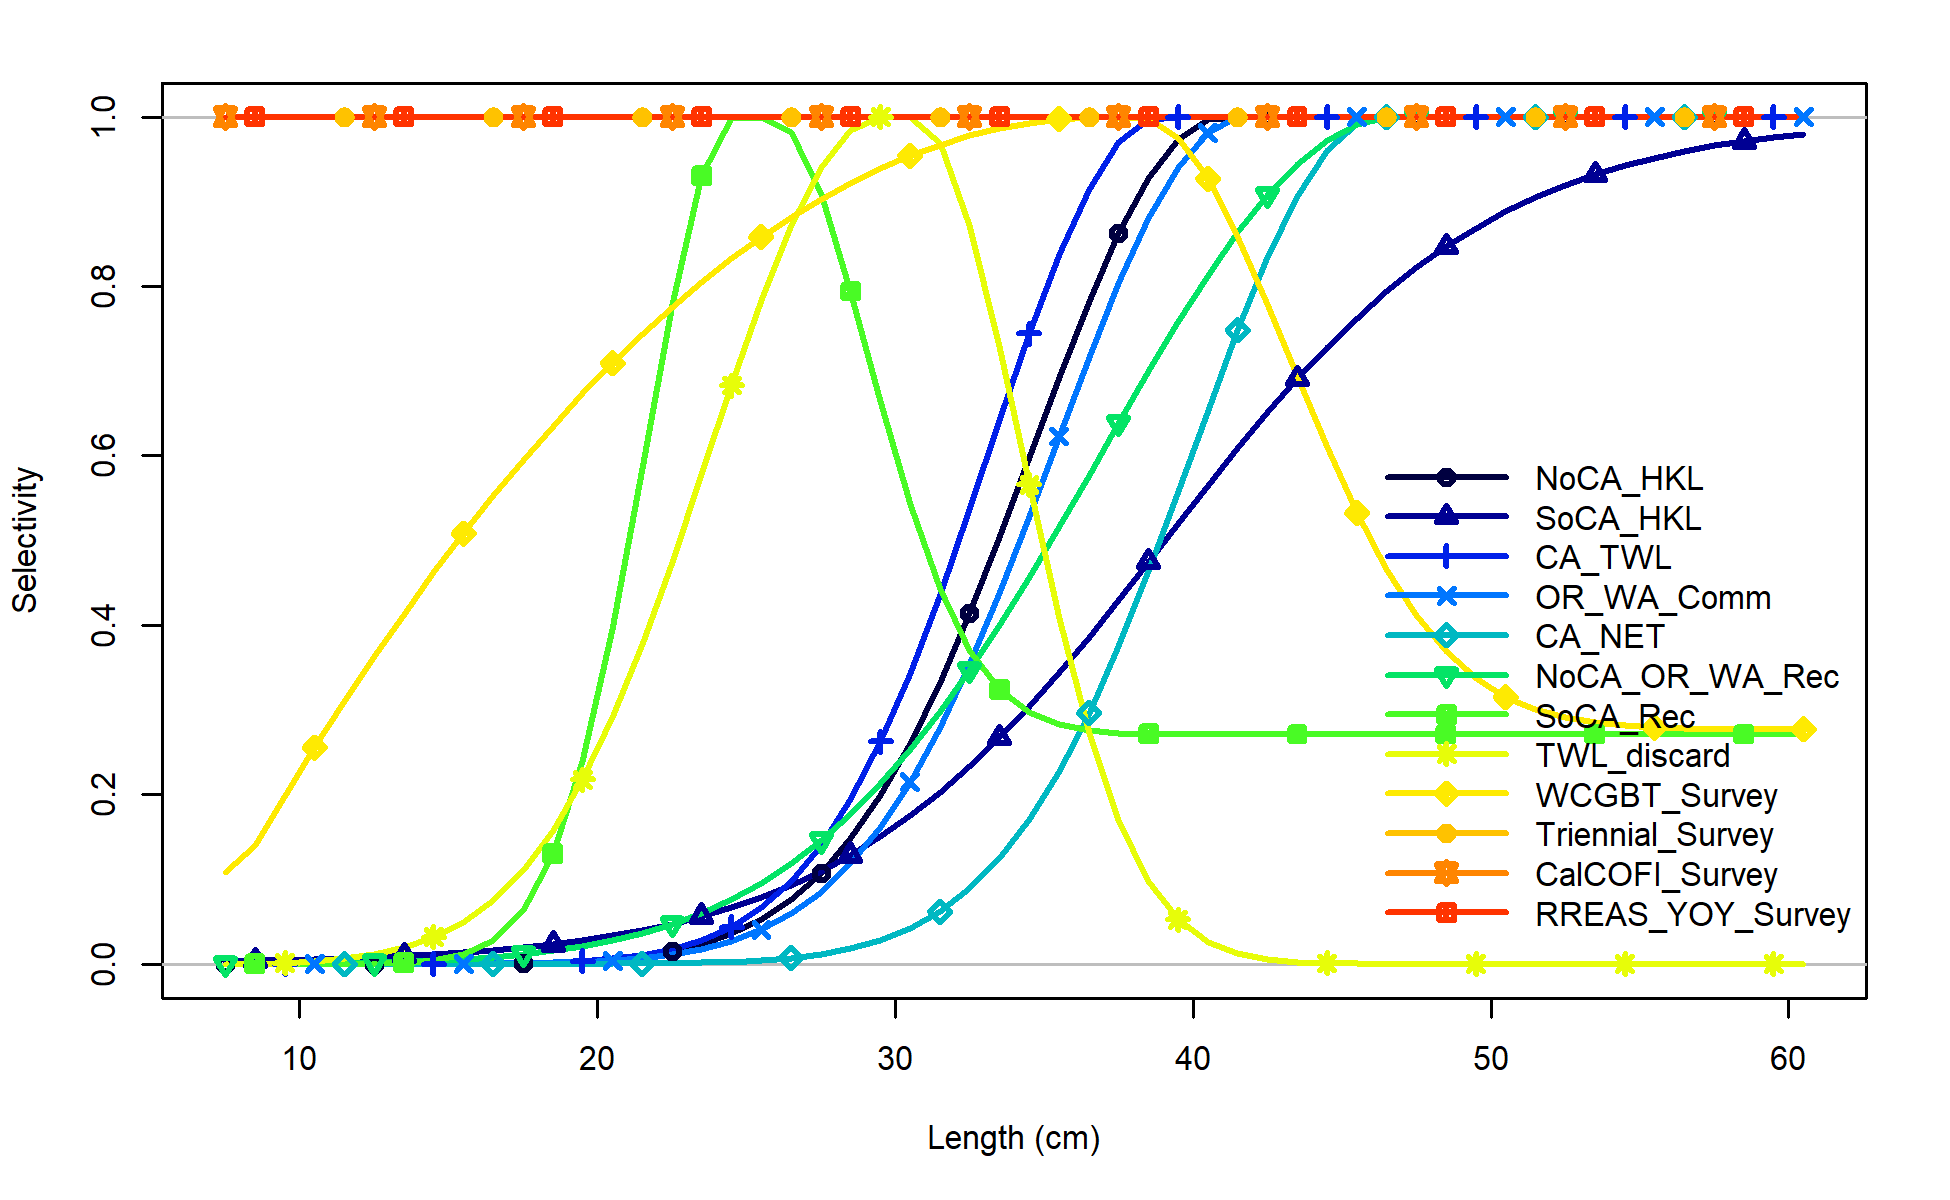 1.0
0.8
0.6
0.4
0.2
0.0
Selectivity
NoCA_HKL
SoCA_HKL
CA_TWL
OR_WA_Comm
CA_NET
NoCA_OR_WA_Rec
SoCA_Rec
TWL_discard
WCGBT_Survey
Triennial_Survey
CalCOFI_Survey
RREAS_YOY_Survey
10 20 30 40 50 60
Length (cm)